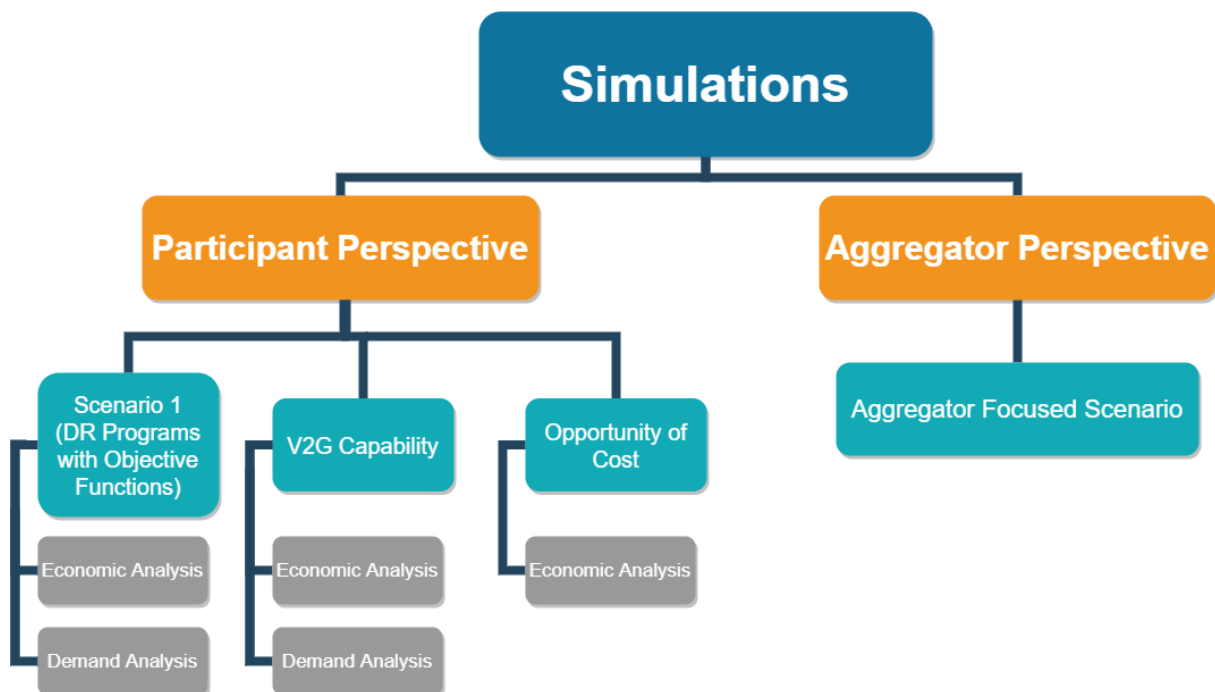 Simulations
Participant Perspective
Aggregator Perspective
Scenario 1
(DR Programs
with Objective
Functions)
V2G Capability
Opportunity of
Cost
Aggregator Focused Scenario
Economic Analysis
Economic Analysis
Economic Analysis
Demand Analysis
Demand Analysis